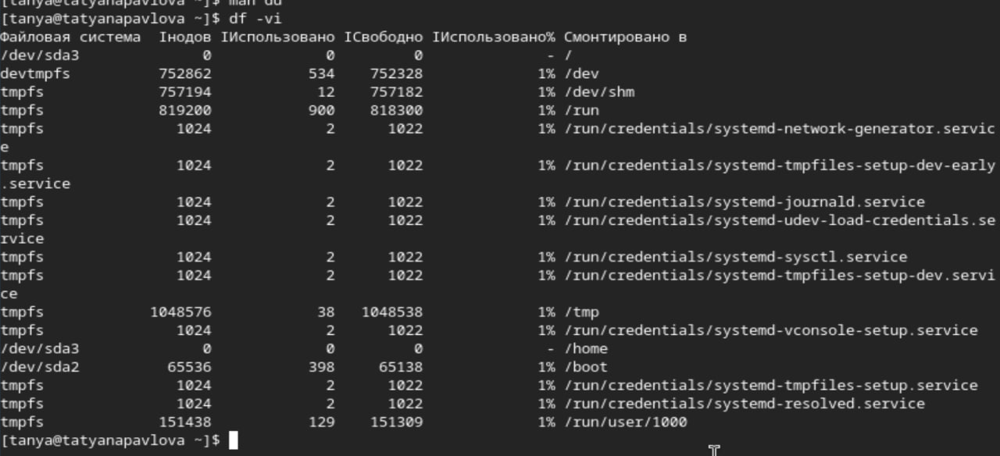 [tanya@tatyanapavlova ~]$ man du
[tanya@tatyanapavlova ~]$ df -vi
Файловая система  Iнодов IИспользовано IСвободно IИспользовано% Смонтировано в
/dev/sda3              0             0         0              - /
devtmpfs          752862           534    752328             1% /dev
tmpfs             757194            12    757182             1% /dev/shm
tmpfs             819200           900    818300             1% /run
tmpfs               1024             2      1022             1% /run/credentials/systemd-network-generator.servic
e
tmpfs               1024             2      1022             1% /run/credentials/systemd-tmpfiles-setup-dev-early
.service
tmpfs               1024             2      1022             1% /run/credentials/systemd-journald.service
tmpfs               1024             2      1022             1% /run/credentials/systemd-udev-load-credentials.se
rvice
tmpfs               1024             2      1022             1% /run/credentials/systemd-sysctl.service
tmpfs               1024             2      1022             1% /run/credentials/systemd-tmpfiles-setup-dev.servi
ce
tmpfs            1048576            38   1048538             1% /tmp
tmpfs               1024             2      1022             1% /run/credentials/systemd-vconsole-setup.service
/dev/sda3              0             0         0              - /home
/dev/sda2          65536           398     65138             1% /boot
tmpfs               1024             2      1022             1% /run/credentials/systemd-tmpfiles-setup.service
tmpfs               1024             2      1022             1% /run/credentials/systemd-resolved.service
tmpfs             151438           129    151309             1% /run/user/1000
[tanya@tatyanapavlova ~]$